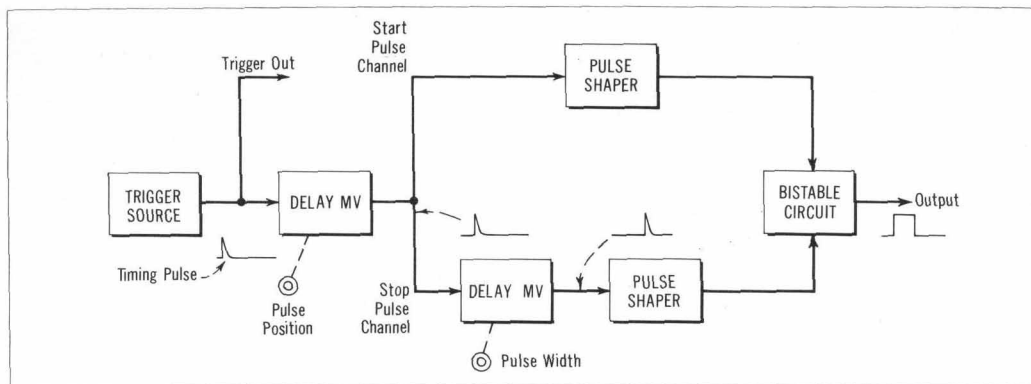 Start
Pulse
Channel
Trigger Out
PULSE
SHAPER
TRIGGER
SOURCE
DELAY MV
BISTABLE
CIRCUIT
Output
Timing Pulse
Pulse
Position
Stop
Pulse
Channel
DELAY MV
PULSE
SHAPER
Pulse Width